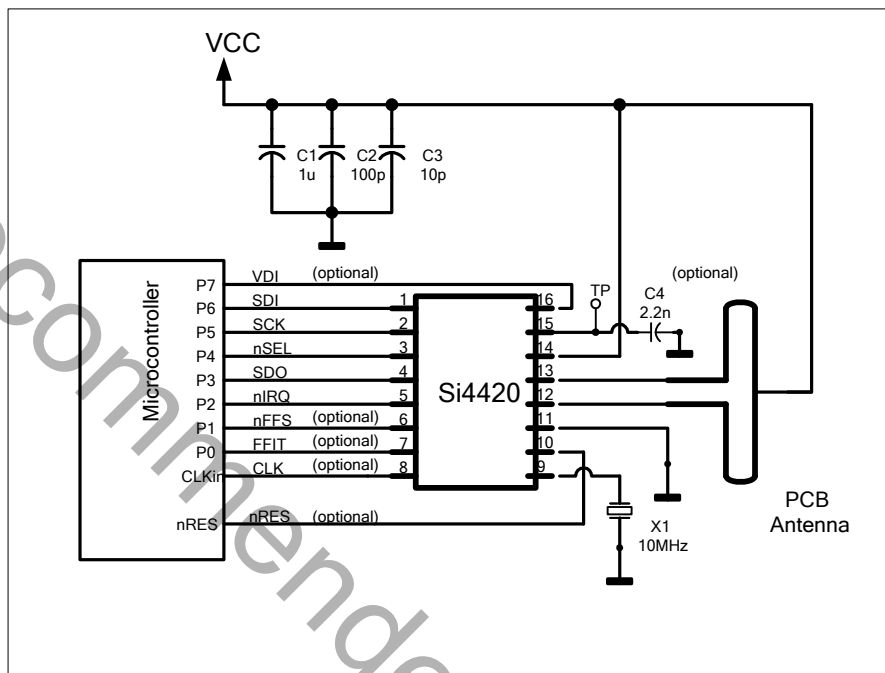 VCC
C1
1u
C2
100p
C3
10p
Microcontroller
P7 VDI (optional)
P6 SDI 1
P5 SCK 2
P4 nSEL 3
P3 SDO 4
P2 nIRQ 5
P1 nFFS (optional) 6
P0 FFIT (optional) 7
CLKin CLK (optional) 8
nRES nRES (optional)
Si4420
16
15
14
13
12
11
10
9
TP
C4
2.2n
(optional)
X1
10MHz
PCB
Antenna
ecommende